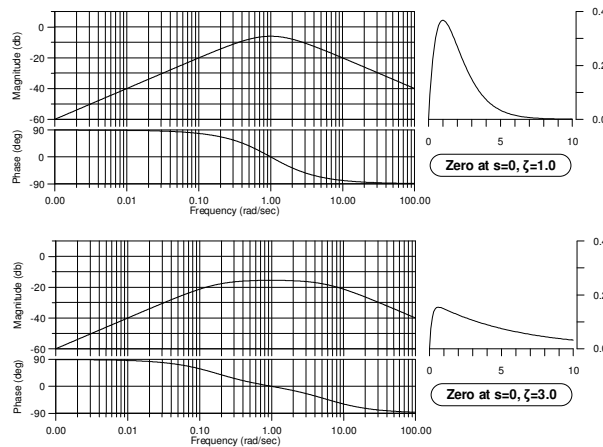 Magnitude (db)
0
-20
-40
-60
Phase (deg)
90
0
-90
0.00 0.01 0.10 1.00 10.00 100.00
Frequency (rad/sec)
0.4
0.2
0.0
0 5 10
Zero at s=0, ζ=1.0
Magnitude (db)
0
-20
-40
-60
Phase (deg)
90
0
-90
0.00 0.01 0.10 1.00 10.00 100.00
Frequency (rad/sec)
0.4
0.2
0.0
0 5 10
Zero at s=0, ζ=3.0